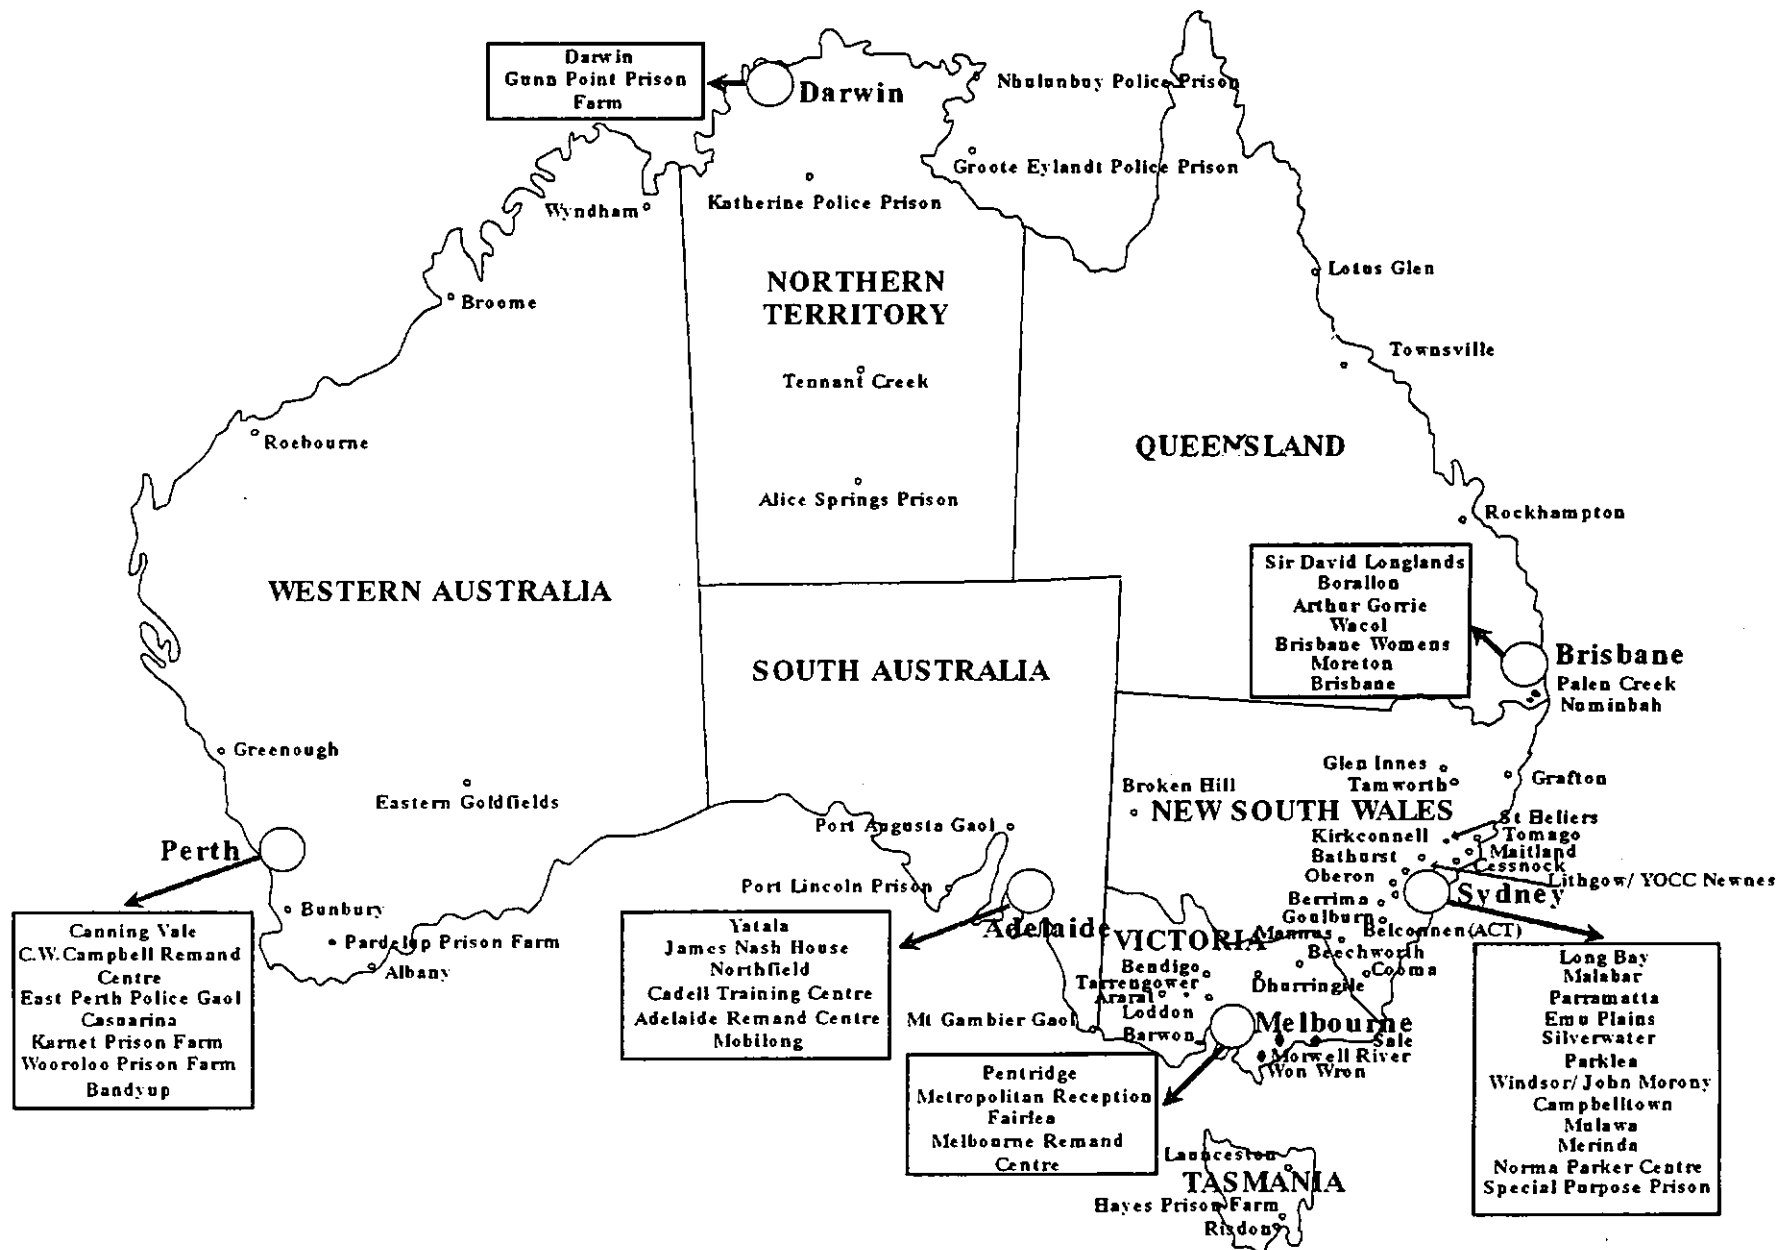 Darwin
Gunn Point Prison
Farm
Darwin
Nhulunbuy Police Prison
Groote Eylandt Police Prison
Katherine Police Prison
Wyndham
NORTHERN
TERRITORY
Lotus Glen
Broome
Townsville
Tennant Creek
Roebourne
QUEENSLAND
Alice Springs Prison
Rockhampton
WESTERN AUSTRALIA
Sir David Longlands
Borallon
Arthur Gorrie
Wacol
Brisbane Womens
Moreton
Brisbane
Brisbane
Palen Creek
Numinbah
SOUTH AUSTRALIA
Greenough
Eastern Goldfields
Glen Innes
Tamworth
Grafton
Broken Hill
NEW SOUTH WALES
St Heliers
Tomago
Kirkconnell
Maitland
Bathurst
Cessnock
Oberon
Lithgow/ YOCC Newnes
Sydney
Berrima
Goulburn
Belconnen (ACT)
Mannus
Port Augusta Gaol
Port Lincoln Prison
Perth
Bunbury
Pardelup Prison Farm
Albany
Canning Vale
C.W.Campbell Remand
Centre
East Perth Police Gaol
Casuarina
Karnet Prison Farm
Wooroloo Prison Farm
Bandyup
Adelaide
Yatala
James Nash House
Northfield
Cadell Training Centre
Adelaide Remand Centre
Mobilong
VICTORIA
Beechworth
Cooma
Bendigo
Tarrengower
Dhurringile
Ararat
Loddon
Mt Gambier Gaol
Barwon
Melbourne
Sale
Morwell River
Won Wron
Pentridge
Metropolitan Reception
Fairlea
Melbourne Remand
Centre
Long Bay
Malabar
Parramatta
Emu Plains
Silverwater
Parklea
Windsor/ John Morony
Campbelltown
Mulawa
Merinda
Norma Parker Centre
Special Purpose Prison
Launceston
TASMANIA
Hayes Prison Farm
Risdon